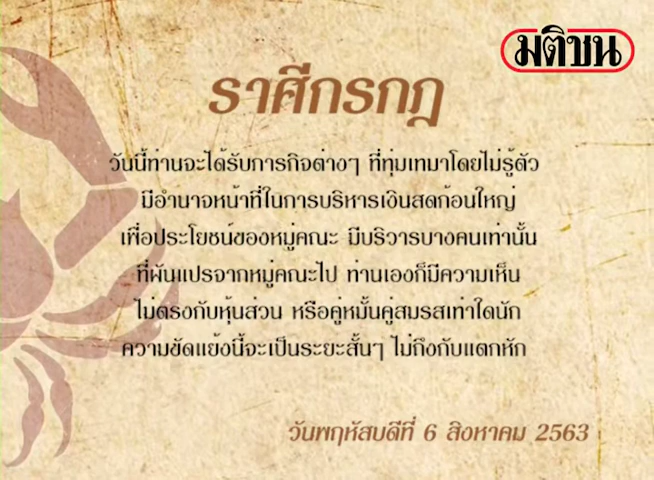 มติชน
ราศีกรกฎ
วันนี้ท่านจะได้รับภารกิจต่างๆ ที่ทุ่มเทมาโดยไม่รู้ตัว
มีอำนาจหน้าที่ในการบริหารเงินสดก้อนใหญ่
เพื่อประโยชน์ของหมู่คณะ มีบริวารบางคนเท่านั้น
ที่ผันแปรจากหมู่คณะไป ท่านเองก็มีความเห็น
ไม่ตรงกับหุ้นส่วน หรือคู่หมั้นคู่สมรสเท่าใดนัก
ความขัดแย้งนี้จะเป็นระยะสั้นๆ ไม่ถึงกับแตกหัก
วันพฤหัสบดีที่ 6 สิงหาคม 2563